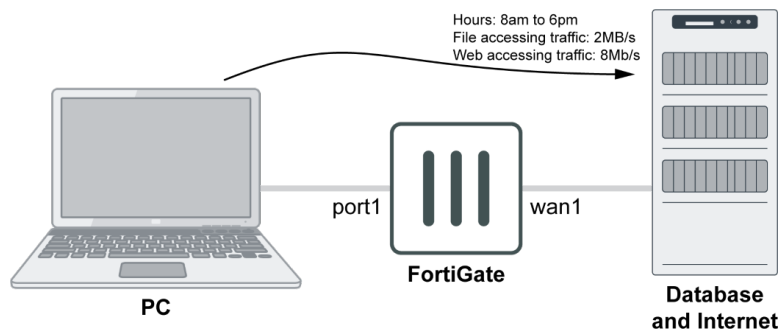 Hours: 8am to 6pm
File accessing traffic: 2MB/s
Web accessing traffic: 8Mb/s
port1
wan1
FortiGate
PC
Database
and Internet